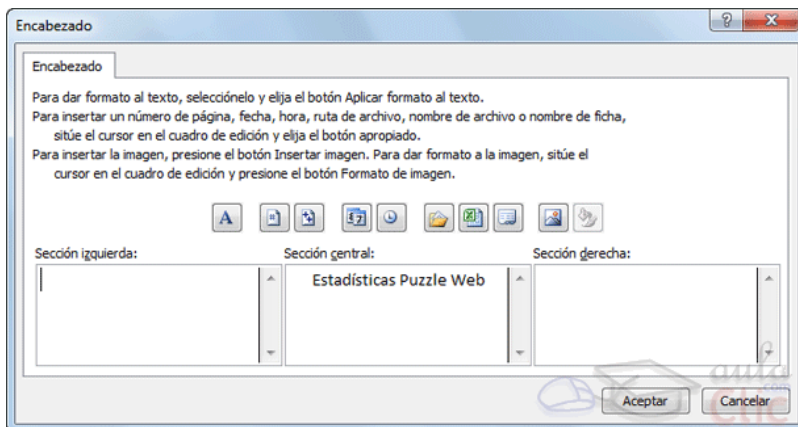 Encabezado
Encabezado
Para dar formato al texto, selecciónelo y elija el botón Aplicar formato al texto.
Para insertar un número de página, fecha, hora, ruta de archivo, nombre de archivo o nombre de ficha,
sitúe el cursor en el cuadro de edición y elija el botón apropiado.
Para insertar la imagen, presione el botón Insertar imagen. Para dar formato a la imagen, sitúe el
cursor en el cuadro de edición y presione el botón Formato de imagen.
A
Sección izquierda: Sección central: Sección derecha:
Estadísticas Puzzle Web
aula
.com
Clic
Aceptar Cancelar